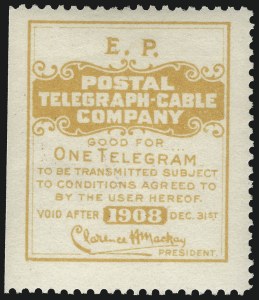 E. P.
POSTAL
TELEGRAPH-CABLE
COMPANY
GOOD FOR
ONE TELEGRAM
TO BE TRANSMITTED SUBJECT
TO CONDITIONS AGREED TO
BY THE USER HEREOF.
VOID AFTER 1908 DEC. 31ST
Clarence H Mackay
PRESIDENT.